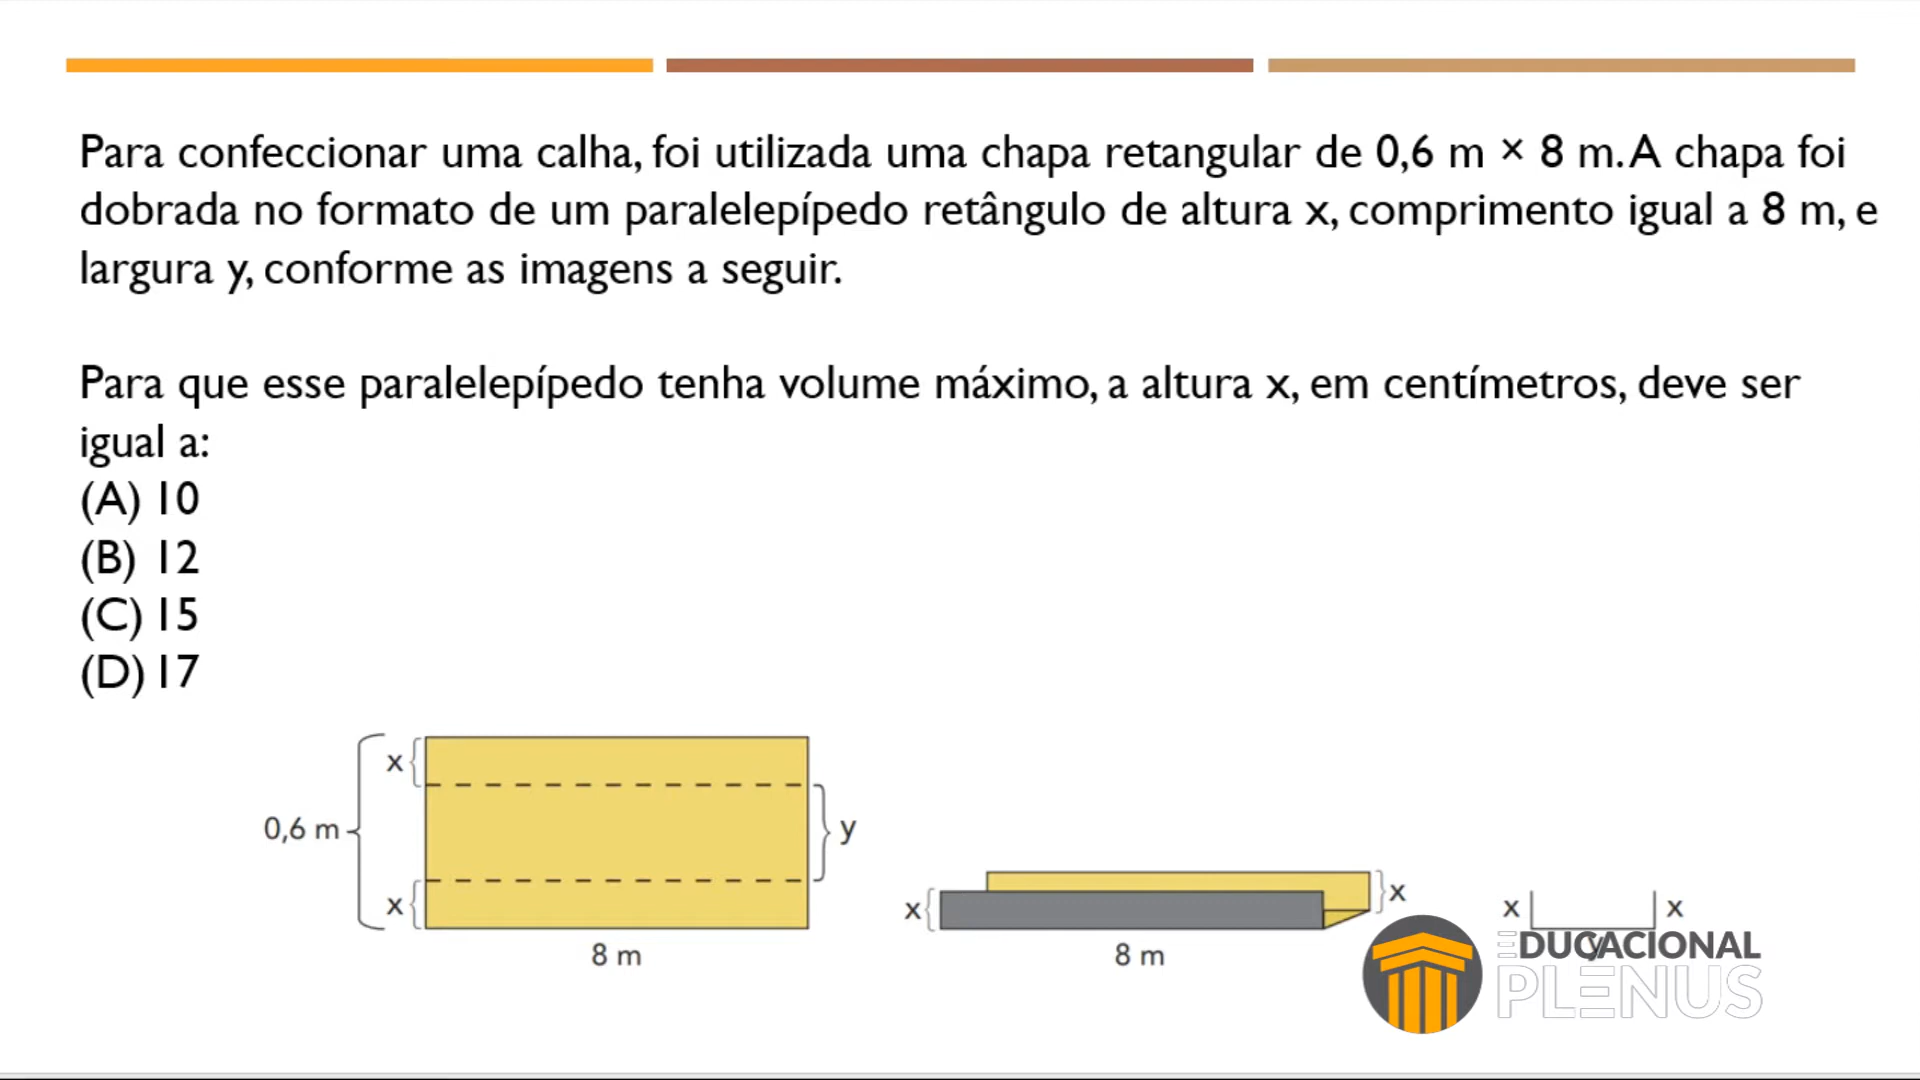 Para confeccionar uma calha, foi utilizada uma chapa retangular de 0,6 m × 8 m. A chapa foi
dobrada no formato de um paralelepípedo retângulo de altura x, comprimento igual a 8 m, e
largura y, conforme as imagens a seguir.
Para que esse paralelepípedo tenha volume máximo, a altura x, em centímetros, deve ser
igual a:
(A) 10
(B) 12
(C) 15
(D) 17
x
0,6 m
y
x
8 m
x
x
8 m
x
x
y
EDUCACIONAL
PLENUS